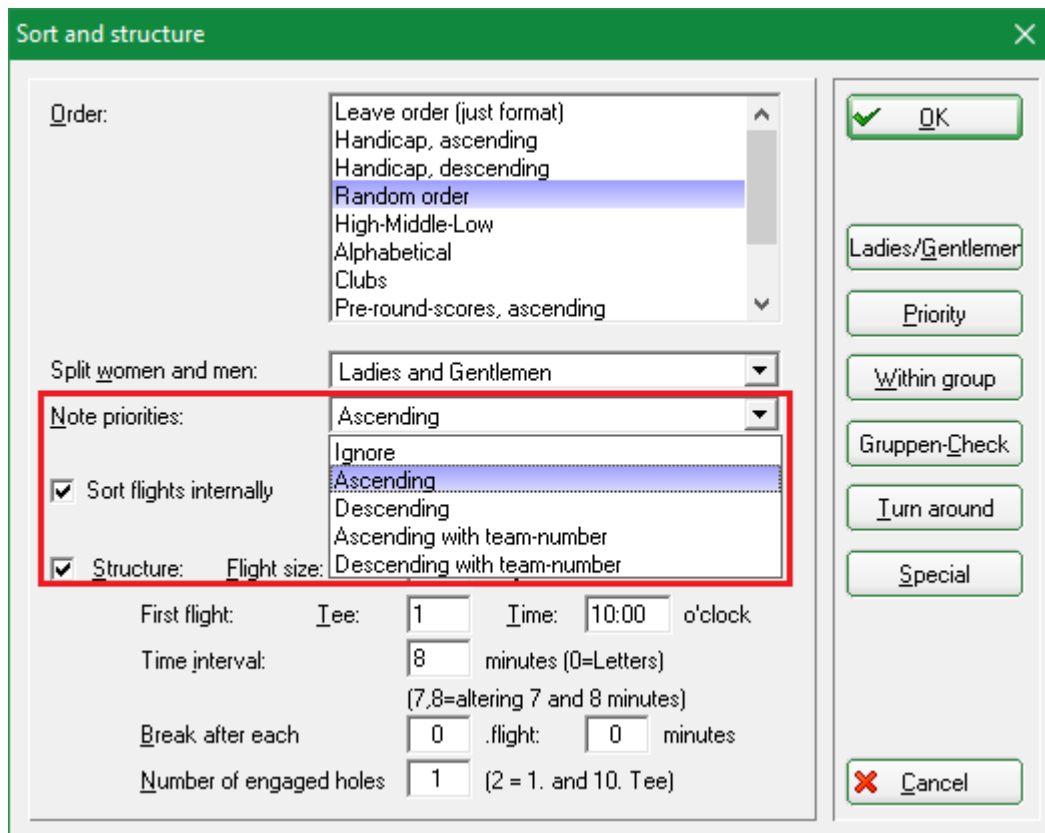 Sort and structure
Order:
Leave order (just format)
Handicap, ascending
Handicap, descending
Random order
High-Middle-Low
Alphabetical
Clubs
Pre-round-scores, ascending
Split women and men: Ladies and Gentlemen
Note priorities: Ascending
Ignore
Ascending
Descending
Ascending with team-number
Descending with team-number
Sort flights internally
Structure: Flight size:
First flight: Tee: 1 Time: 10:00 o'clock
Time interval: 8 minutes (0=Letters)
(7,8=altering 7 and 8 minutes)
Break after each 0 .flight: 0 minutes
Number of engaged holes 1 (2 = 1. and 10. Tee)
OK
Ladies/Gentlemer
Priority
Within group
Gruppen-Check
Turn around
Special
Cancel